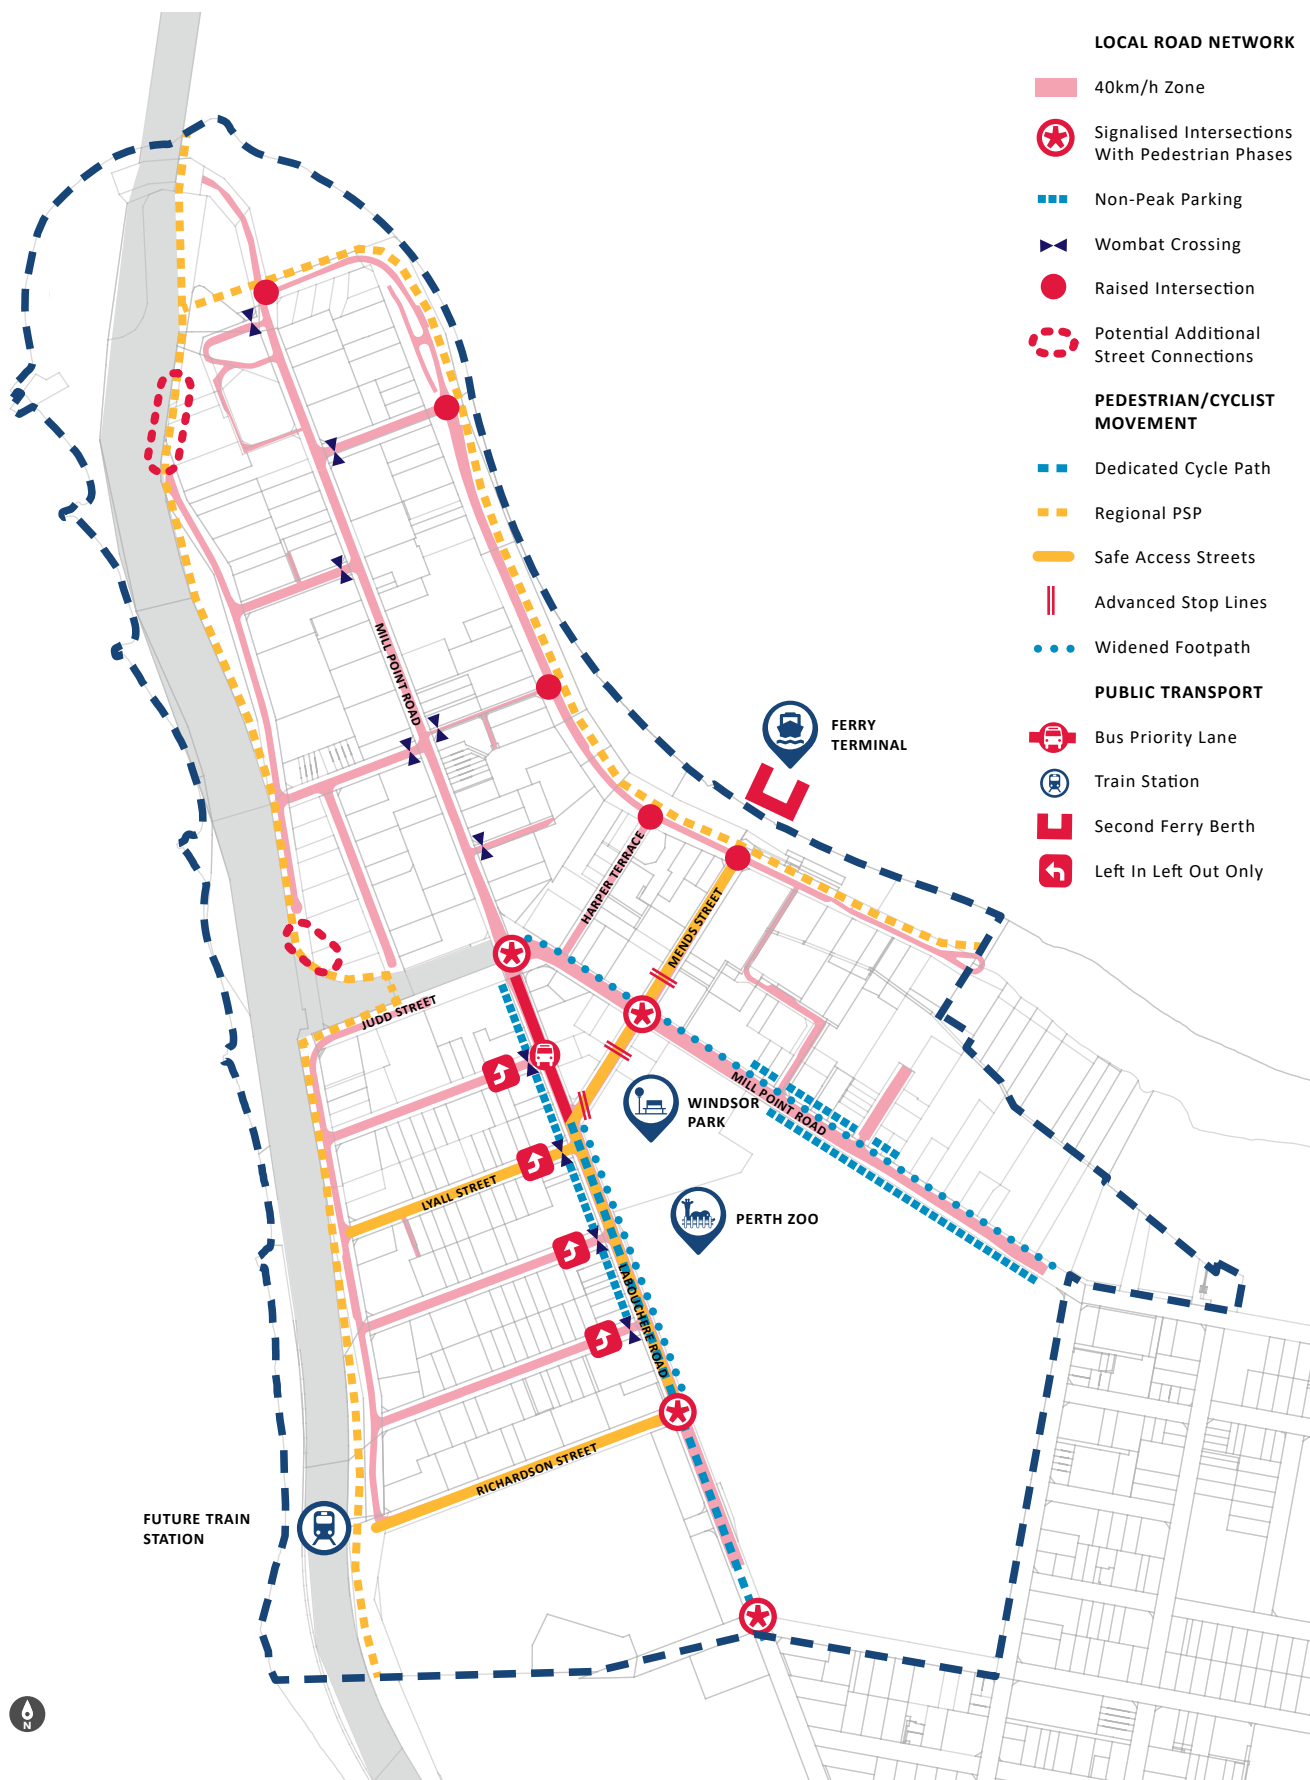 LOCAL ROAD NETWORK
40km/h Zone
Signalised Intersections
With Pedestrian Phases
Non-Peak Parking
Wombat Crossing
Raised Intersection
Potential Additional
Street Connections
PEDESTRIAN/CYCLIST
MOVEMENT
Dedicated Cycle Path
Regional PSP
Safe Access Streets
Advanced Stop Lines
Widened Footpath
PUBLIC TRANSPORT
Bus Priority Lane
Train Station
Second Ferry Berth
Left In Left Out Only
MILL POINT ROAD
FERRY
TERMINAL
HARPER TERRACE
MENDS STREET
JUDD STREET
MILL POINT ROAD
WINDSOR
PARK
LYALL STREET
PERTH ZOO
LABOUCHERE ROAD
RICHARDSON STREET
FUTURE TRAIN
STATION
N